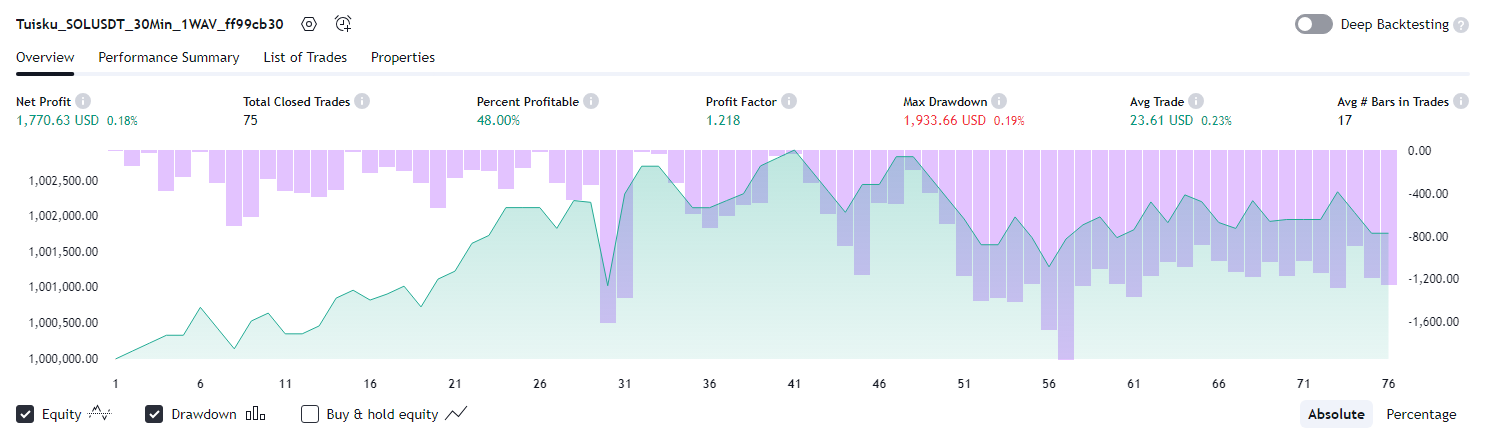 Tuisku_SOLUSDT_30Min_1WAV_ff99cb30 Deep Backtesting ?
Overview Performance Summary List of Trades Properties
Net Profit i Total Closed Trades i Percent Profitable i Profit Factor i Max Drawdown i Avg Trade i Avg # Bars in Trades i
1,770.63 USD 0.18% 75 48.00% 1.218 1,933.66 USD 0.19% 23.61 USD 0.23% 17
0.00
1,002,500.00 -400.00
1,002,000.00 -800.00
1,001,500.00 -1,200.00
1,001,000.00
1,000,500.00 -1,600.00
1,000,000.00
1 6 11 16 21 26 31 36 41 46 51 56 61 66 71 76
Equity Drawdown Buy & hold equity Absolute Percentage